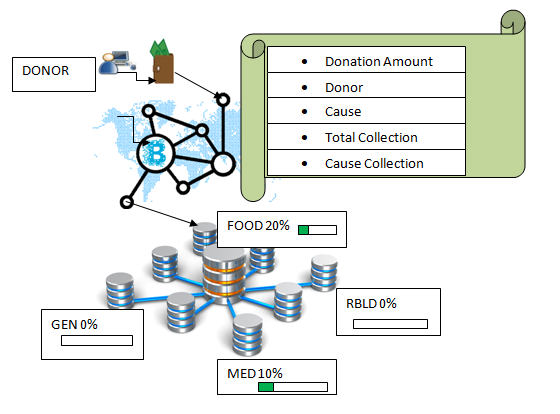 DONOR
• Donation Amount
• Donor
• Cause
• Total Collection
• Cause Collection
FOOD 20%
RBLD 0%
GEN 0%
MED 10%